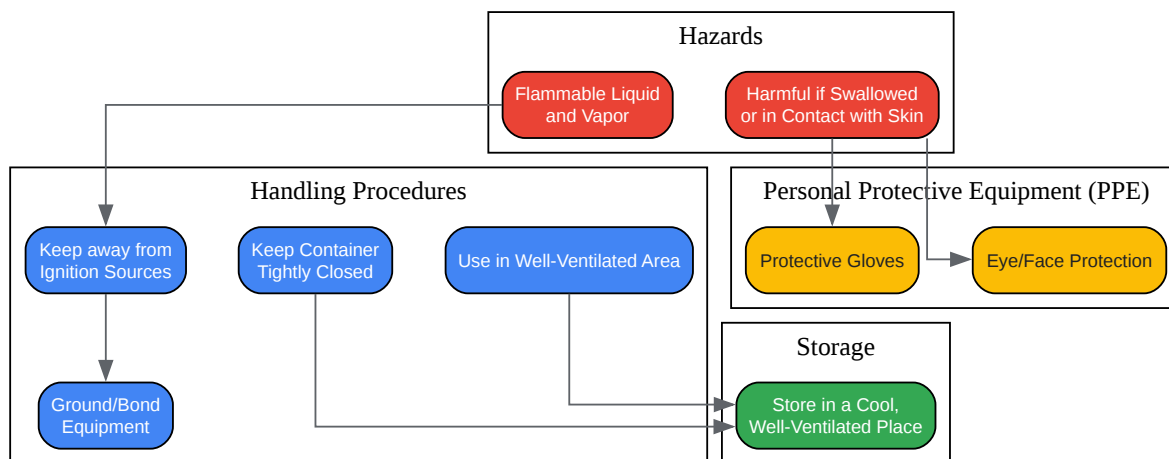 Hazards
Flammable Liquid
and Vapor
Harmful if Swallowed
or in Contact with Skin
Handling Procedures
Keep away from
Ignition Sources
Keep Container
Tightly Closed
Use in Well-Ventilated Area
Ground/Bond
Equipment
Personal Protective Equipment (PPE)
Protective Gloves
Eye/Face Protection
Storage
Store in a Cool,
Well-Ventilated Place